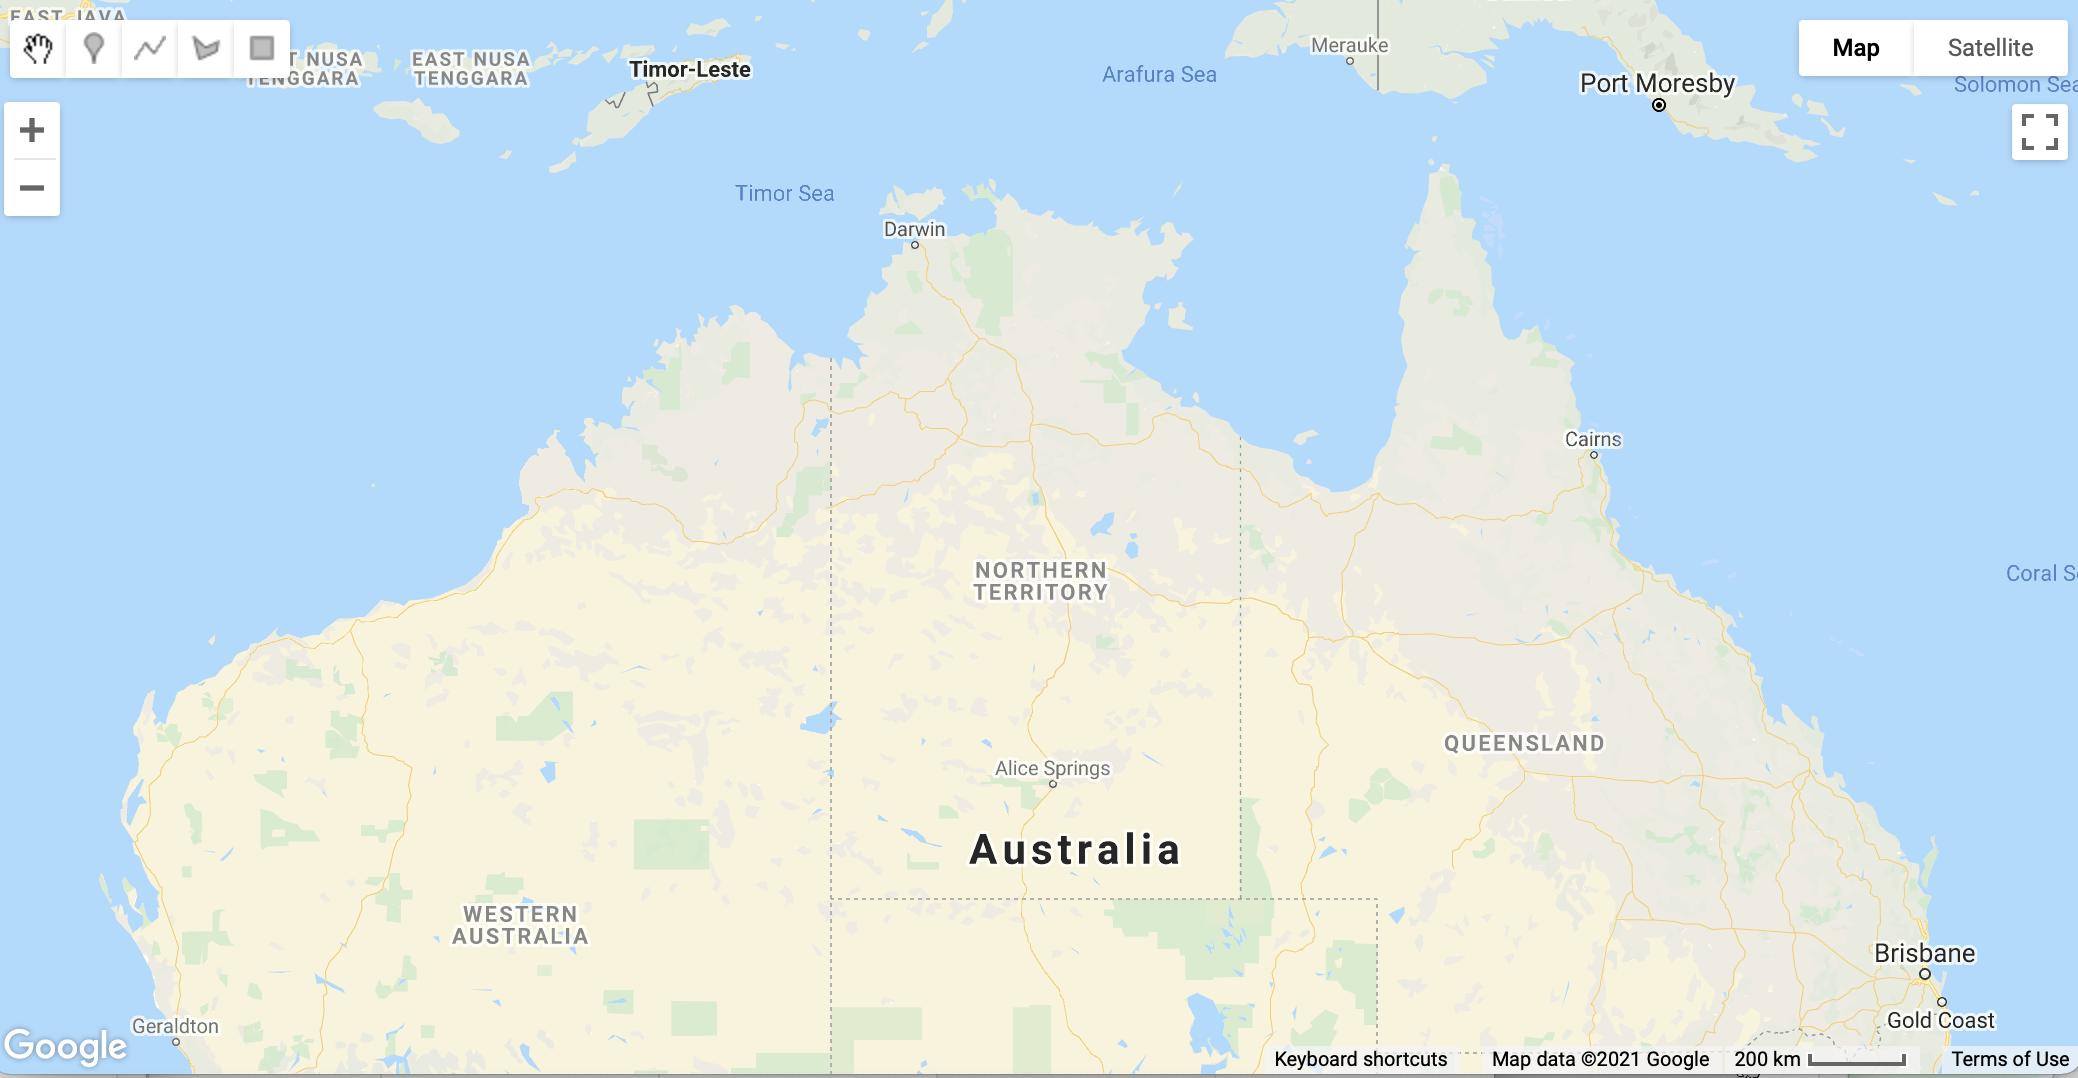 EAST JAVA
T NUSA
TENGGARA
EAST NUSA
TENGGARA
Timor-Leste
Arafura Sea
Merauke
Port Moresby
Map
Satellite
Solomon Sea
Timor Sea
Darwin
Cairns
NORTHERN
TERRITORY
Coral S
QUEENSLAND
Alice Springs
Australia
WESTERN
AUSTRALIA
Brisbane
Gold Coast
Geraldton
Google
Keyboard shortcuts
Map data ©2021 Google
200 km
Terms of Use